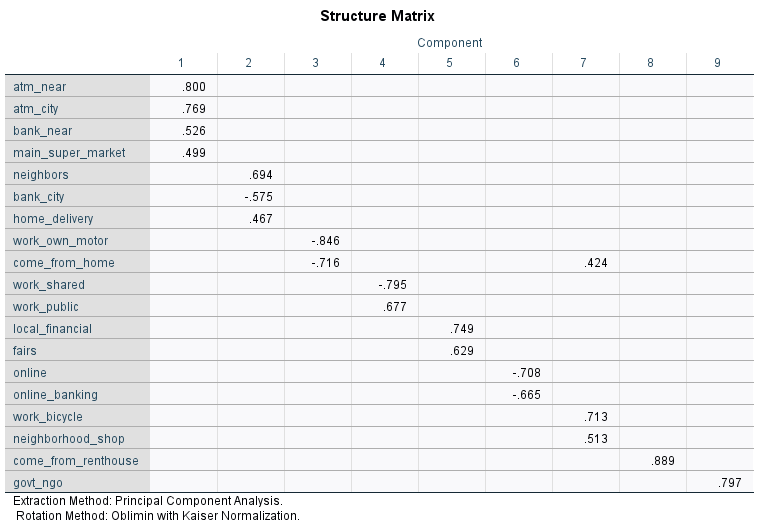 Structure Matrix
Component
1 2 3 4 5 6 7 8 9
atm_near .800
atm_city .769
bank_near .526
main_super_market .499
neighbors .694
bank_city -.575
home_delivery .467
work_own_motor -.846
come_from_home -.716 .424
work_shared -.795
work_public .677
local_financial .749
fairs .629
online -.708
online_banking -.665
work_bicycle .713
neighborhood_shop .513
come_from_renthouse .889
govt_ngo .797
Extraction Method: Principal Component Analysis.
Rotation Method: Oblimin with Kaiser Normalization.